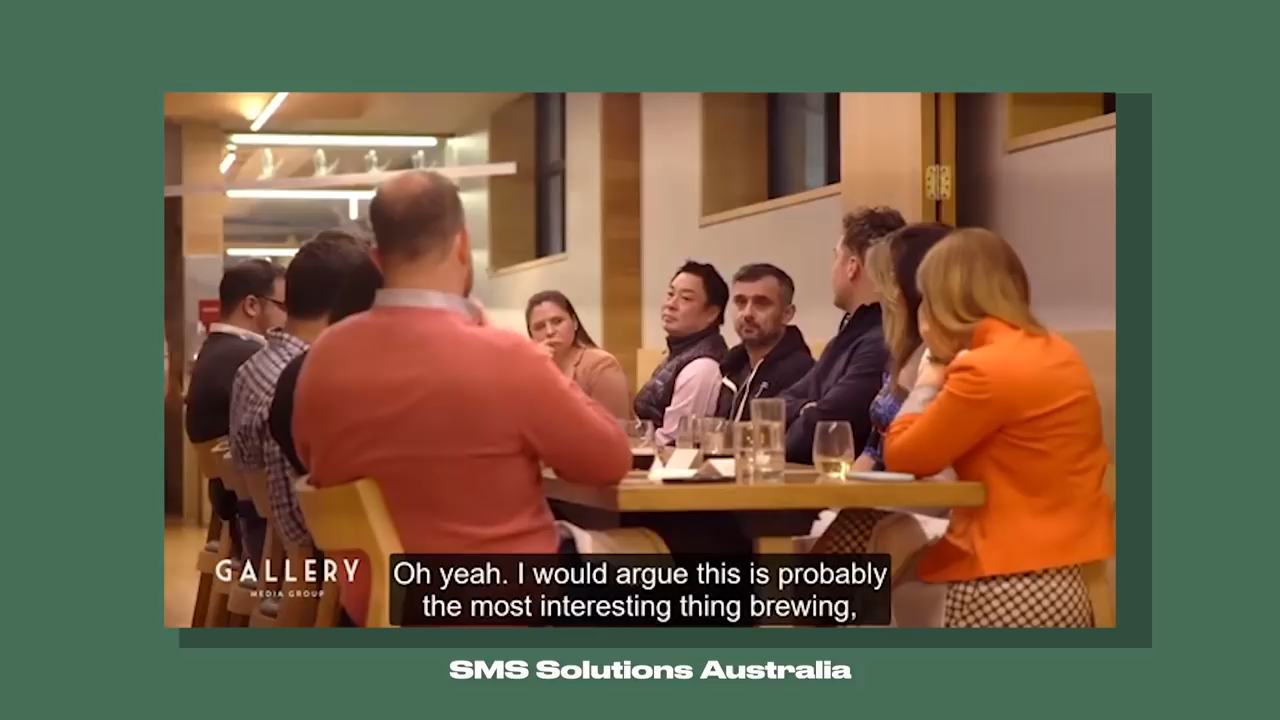 GALLERY
MEDIA GROUP
Oh yeah. I would argue this is probably
the most interesting thing brewing,
SMS Solutions Australia